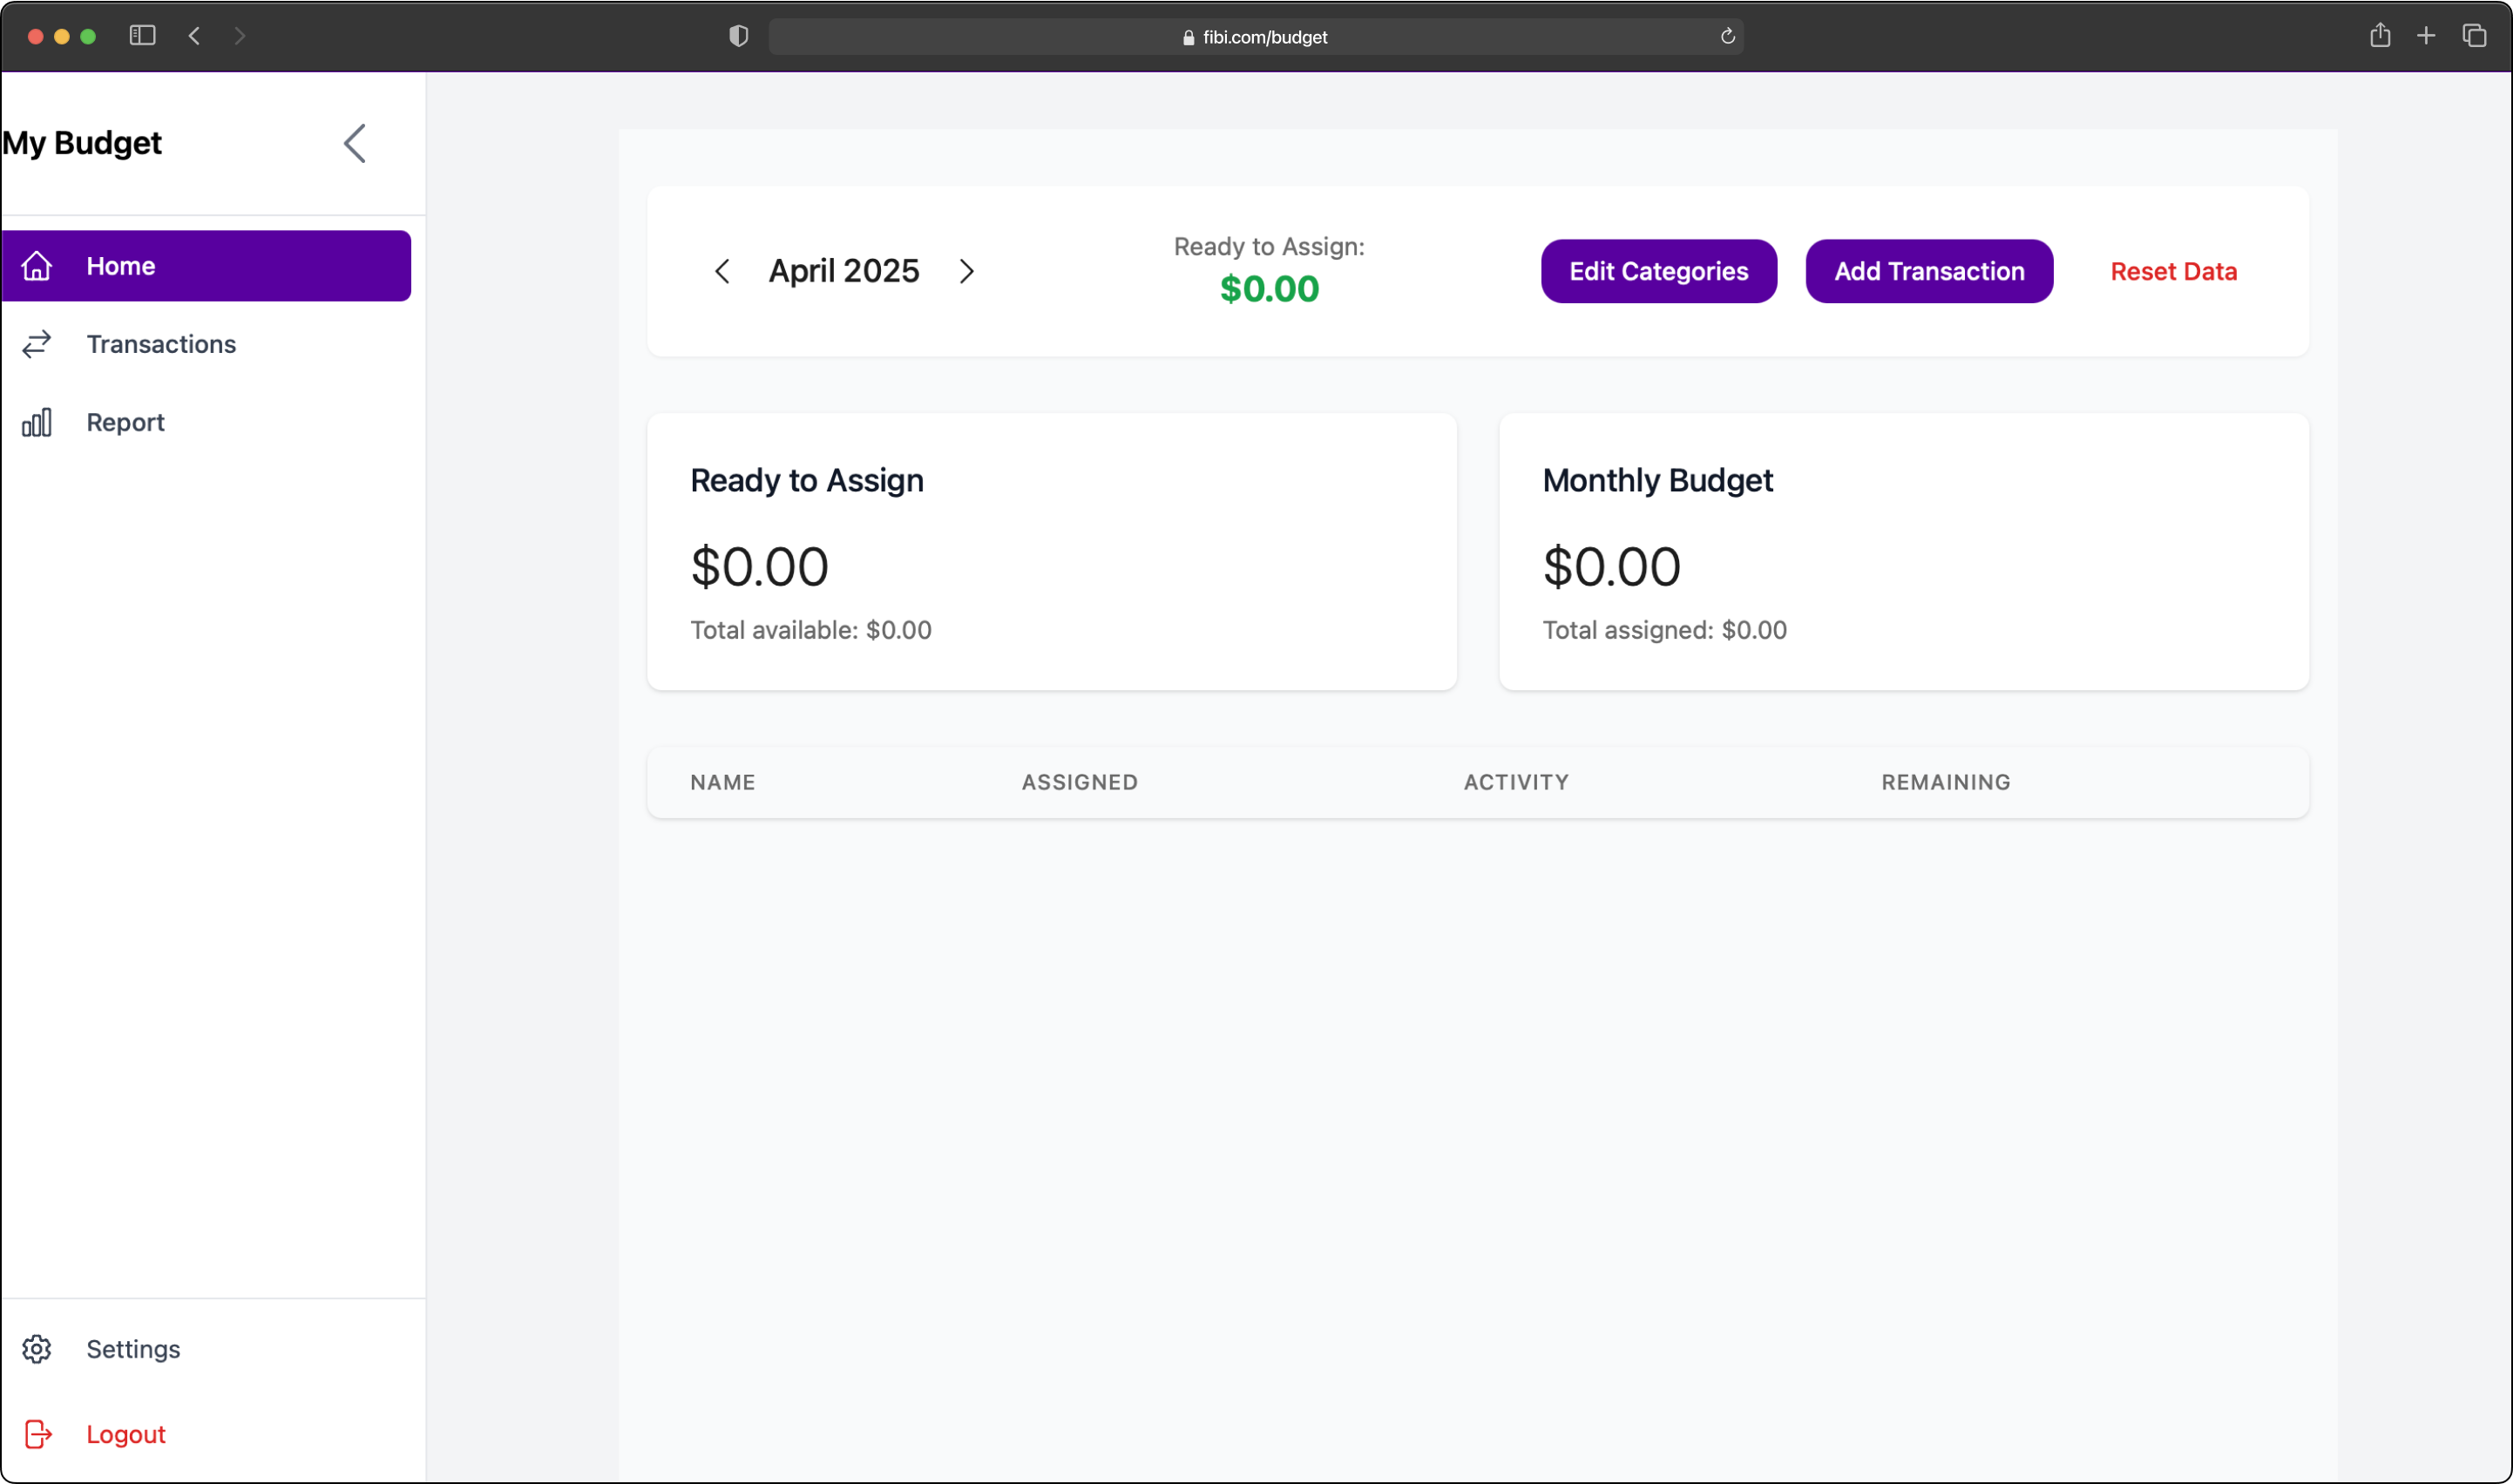 fibi.com/budget
My Budget
Home
Transactions
Report
Settings
Logout
April 2025
Ready to Assign:
$0.00
Edit Categories
Add Transaction
Reset Data
Ready to Assign
$0.00
Total available: $0.00
Monthly Budget
$0.00
Total assigned: $0.00
NAME ASSIGNED ACTIVITY REMAINING